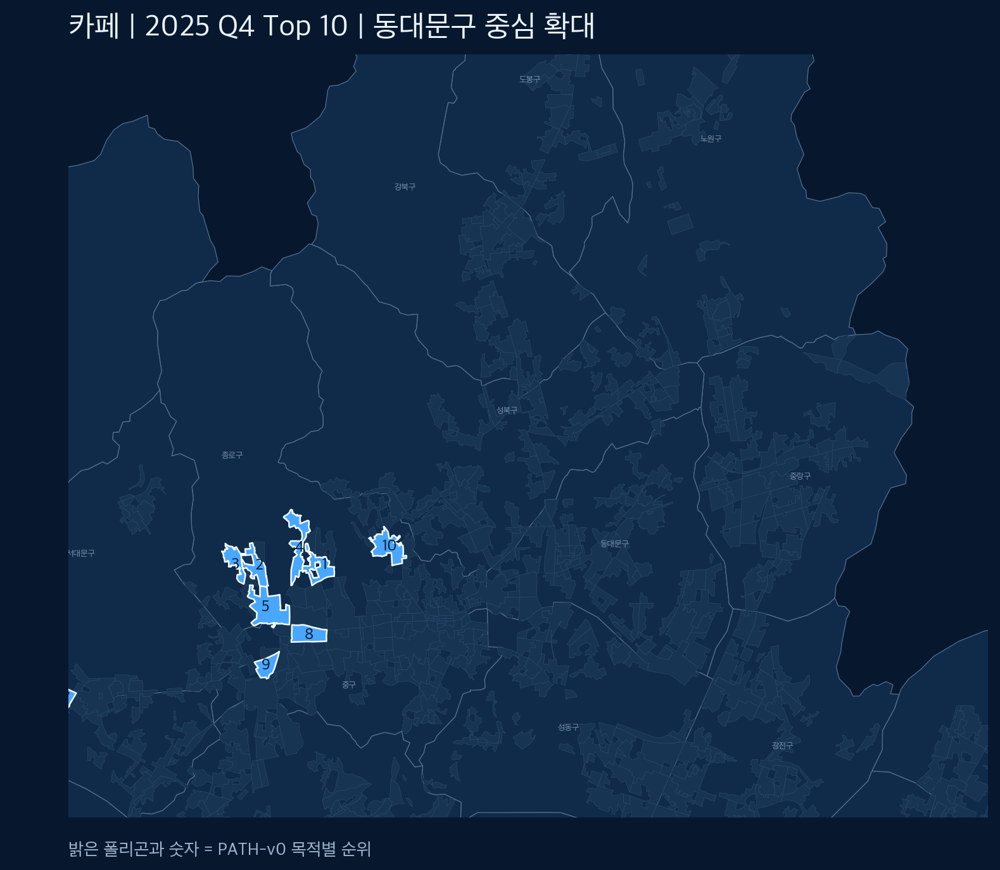 카페 | 2025 Q4 Top 10 | 동대문구 중심 확대
도봉구
노원구
강북구
성북구
종로구
중랑구
동대문구
서대문구
4
10
3
2
1
5
8
9
중구
성동구
광진구
밝은 폴리곤과 숫자 = PATH-v0 목적별 순위